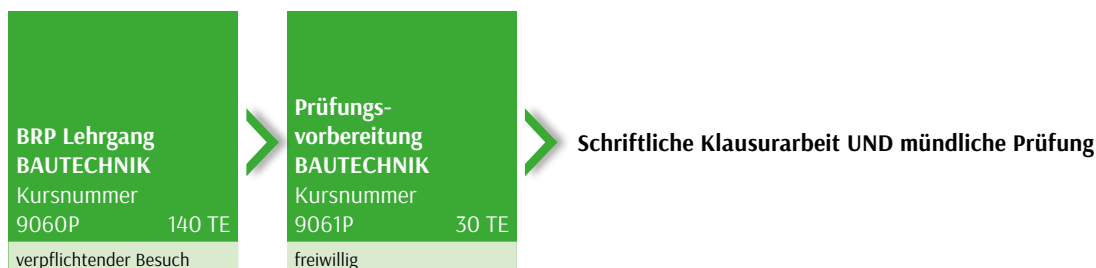 BRP Lehrgang
BAUTECHNIK
Kursnummer
9060P 140 TE
verpflichtender Besuch
Prüfungs-
vorbereitung
BAUTECHNIK
Kursnummer
9061P 30 TE
freiwillig
Schriftliche Klausurarbeit UND mündliche Prüfung